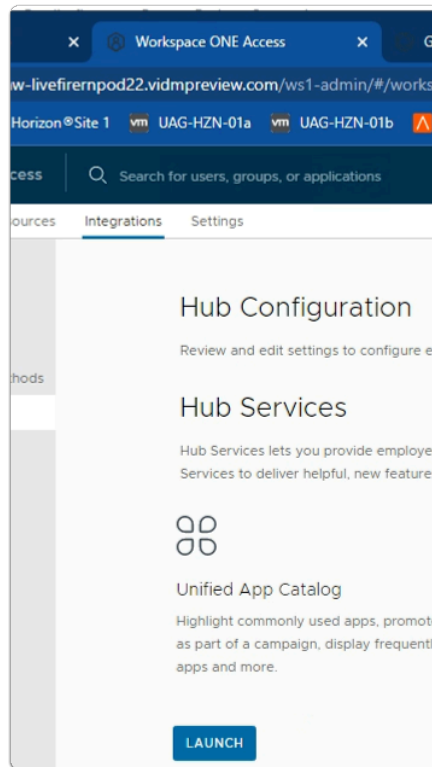 Workspace ONE Access
G
w-livefirernpod22.vidmpreview.com/ws1-admin/#/works
Horizon®Site 1 vm UAG-HZN-01a vm UAG-HZN-01b
cess Search for users, groups, or applications
ources Integrations Settings
Hub Configuration
Review and edit settings to configure e
thods
Hub Services
Hub Services lets you provide employe
Services to deliver helpful, new feature
Unified App Catalog
Highlight commonly used apps, promot
as part of a campaign, display frequentl
apps and more.
LAUNCH